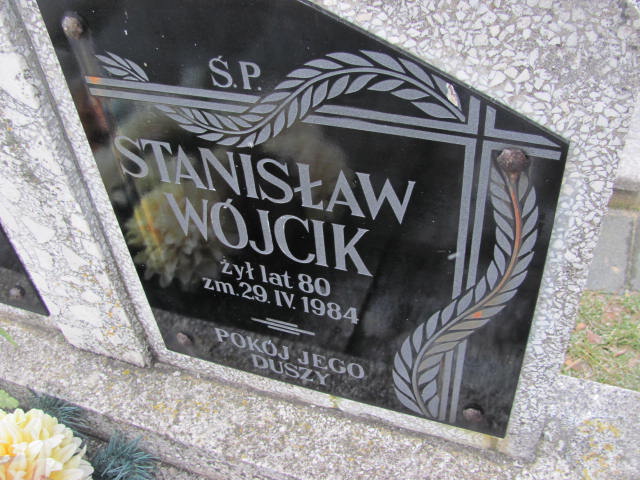 Ś.P.
STANISŁAW
WÓJCIK
żył lat 80
zm. 29. IV. 1984
POKÓJ JEGO
DUSZY